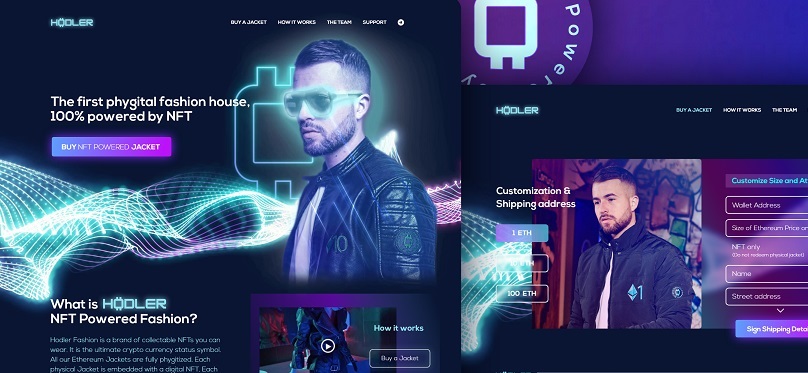 HODLER
BUY A JACKET
HOW IT WORKS
THE TEAM
SUPPORT
The first phygital fashion house,
100% powered by NFT
BUY NFT POWERED JACKET
10
What is HODLER
NFT Powered Fashion?
Hodler Fashion is a brand of collectable NFTs you can
wear. It is the ultimate crypto currency status symbol.
All our Ethereum Jackets are fully phygitized. Each
physical Jacket is embedded with a digital NFT. Each
How it works
Buy a Jacket
Powered
HODLER
BUY A JACKET
HOW IT WORKS
THE TEAM
Customization &
Shipping address
1 ETH
ETH
100 ETH
1
Customize Size and At
Wallet Address
Size of Ethereum Price on
NFT only
(Do not redeem physical jacket)
Name
Street address
Sign Shipping Detai